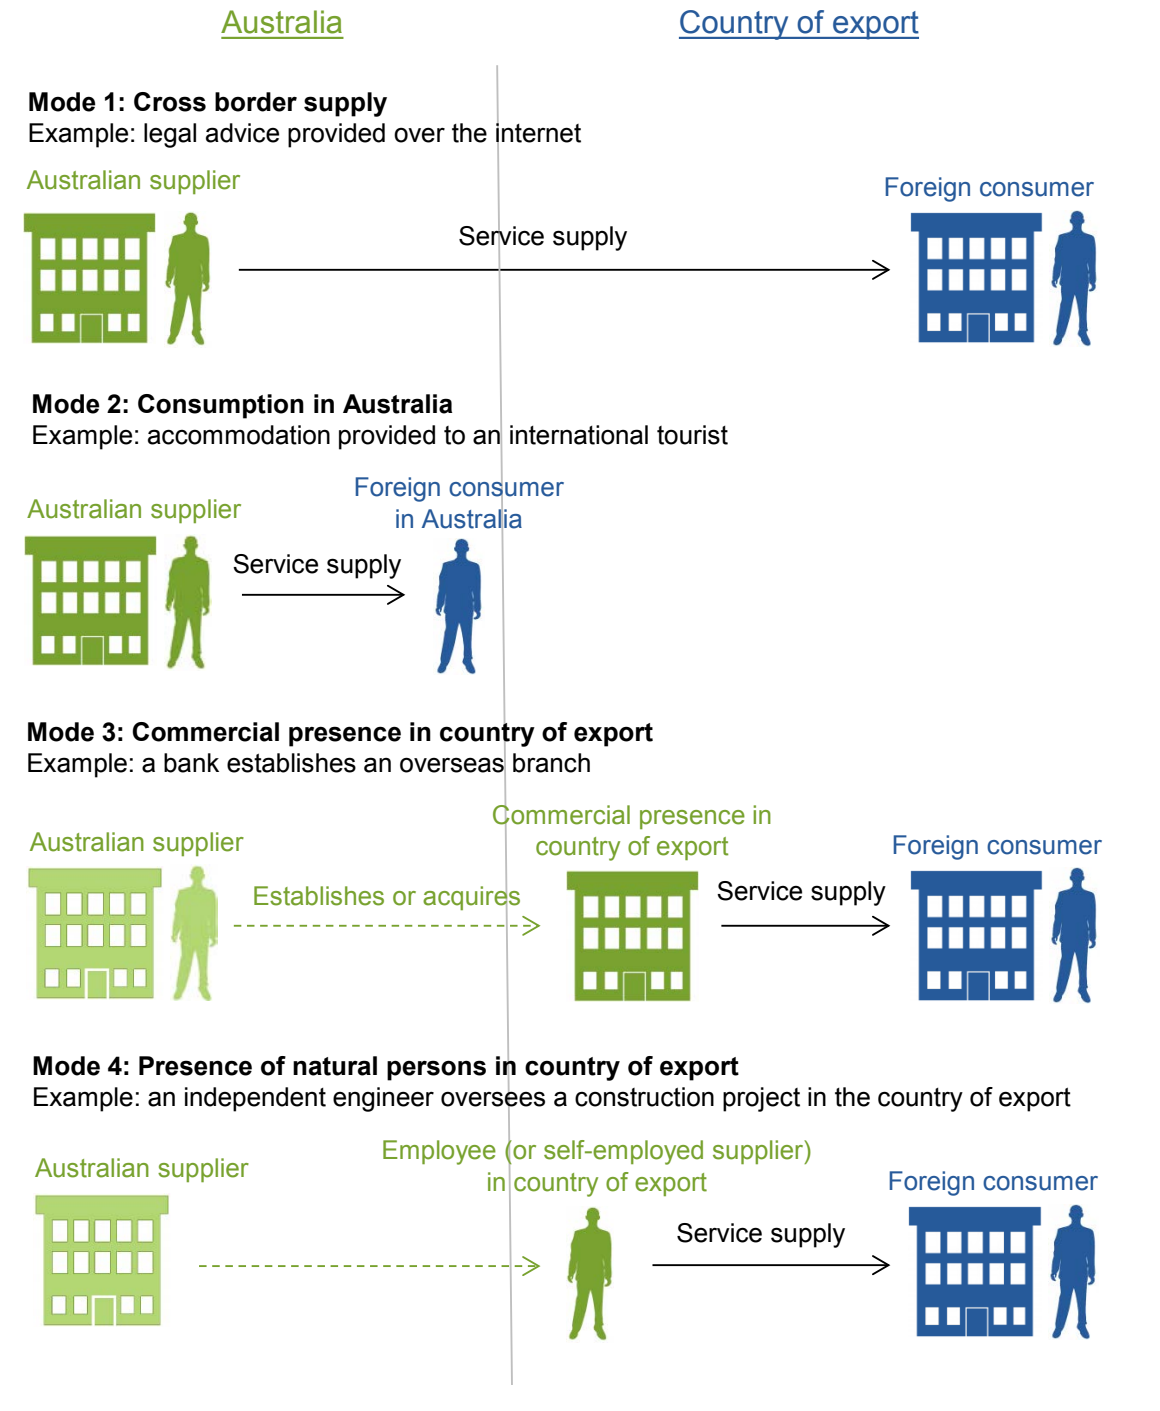 Australia
Country of export
Mode 1: Cross border supply
Example: legal advice provided over the internet
Australian supplier
Foreign consumer
Service supply
Mode 2: Consumption in Australia
Example: accommodation provided to an international tourist
Foreign consumer
in Australia
Australian supplier
Service supply
Mode 3: Commercial presence in country of export
Example: a bank establishes an overseas branch
Commercial presence in
country of export
Australian supplier
Foreign consumer
Establishes or acquires
Service supply
Mode 4: Presence of natural persons in country of export
Example: an independent engineer oversees a construction project in the country of export
Employee (or self-employed supplier)
in country of export
Australian supplier
Foreign consumer
Service supply